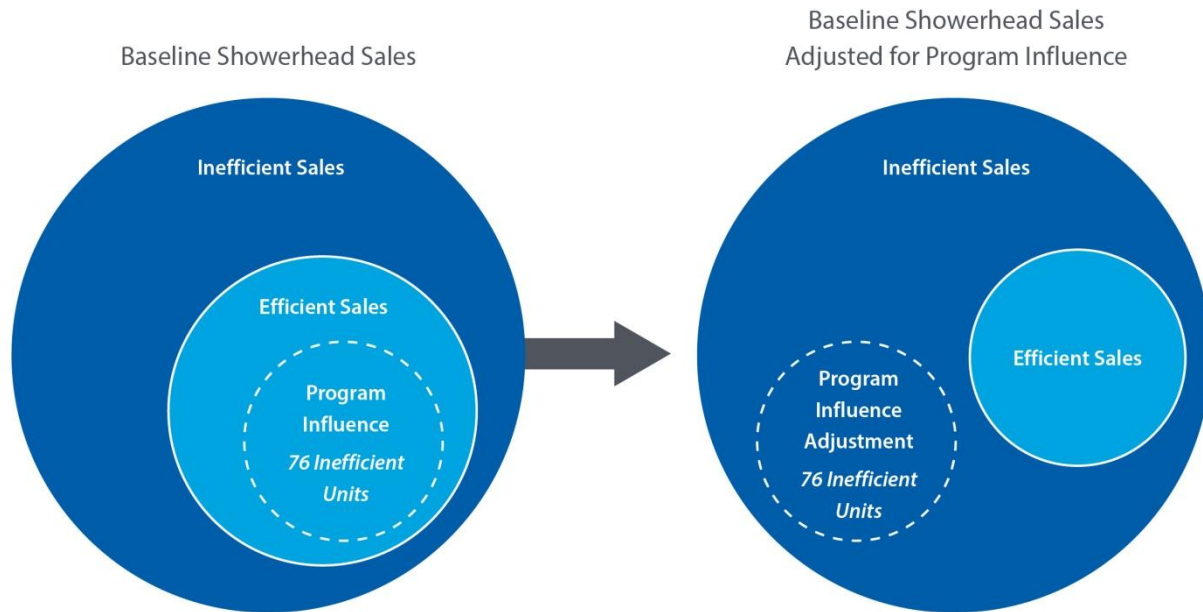 Baseline Showerhead Sales
Inefficient Sales
Efficient Sales
Program
Influence
76 Inefficient
Units
Baseline Showerhead Sales
Adjusted for Program Influence
Inefficient Sales
Efficient Sales
Program
Influence
Adjustment
76 Inefficient
Units